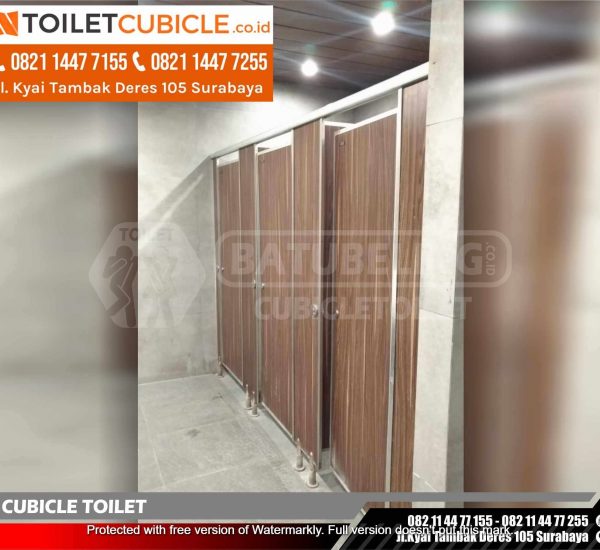 TOILETCUBICLE.co.id
0821 1447 7155 0821 1447 7255
Jl. Kyai Tambak Deres 105 Surabaya
TOILET
BATUBELING.co.id
CUBICLETOILET
CUBICLE TOILET
082 11 44 77 155 - 082 11 44 77 255
Jl.Kyai Tambak Deres 105 Surabaya
Protected with free version of Watermarkly. Full version doesn't put this mark.